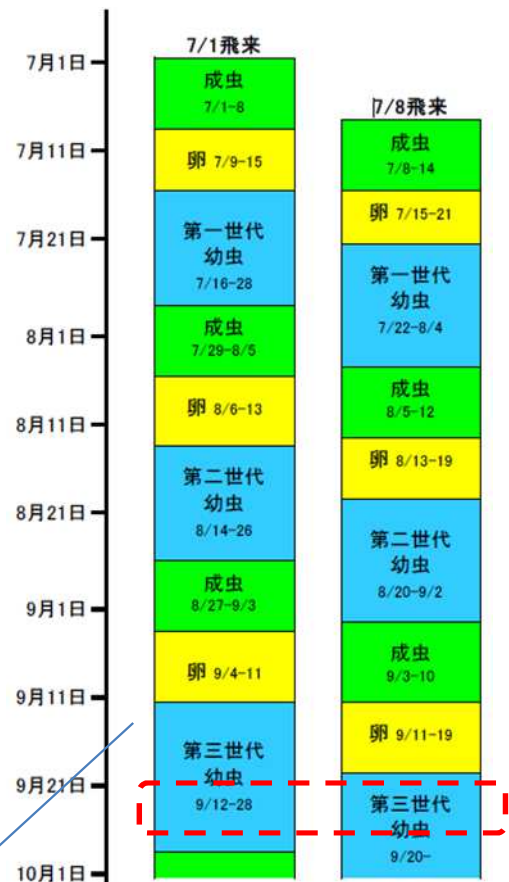 7月1日
7月11日
7月21日
8月1日
8月11日
8月21日
9月1日
9月11日
9月21日
10月1日
7/1飛来
成虫
7/1-8
卵 7/9-15
第一世代
幼虫
7/16-28
成虫
7/29-8/5
卵 8/6-13
第二世代
幼虫
8/14-26
成虫
8/27-9/3
卵 9/4-11
第三世代
幼虫
9/12-28
7/8飛来
成虫
7/8-14
卵 7/15-21
第一世代
幼虫
7/22-8/4
成虫
8/5-12
卵 8/13-19
第二世代
幼虫
8/20-9/2
成虫
9/3-10
卵 9/11-19
第三世代
幼虫
9/20-